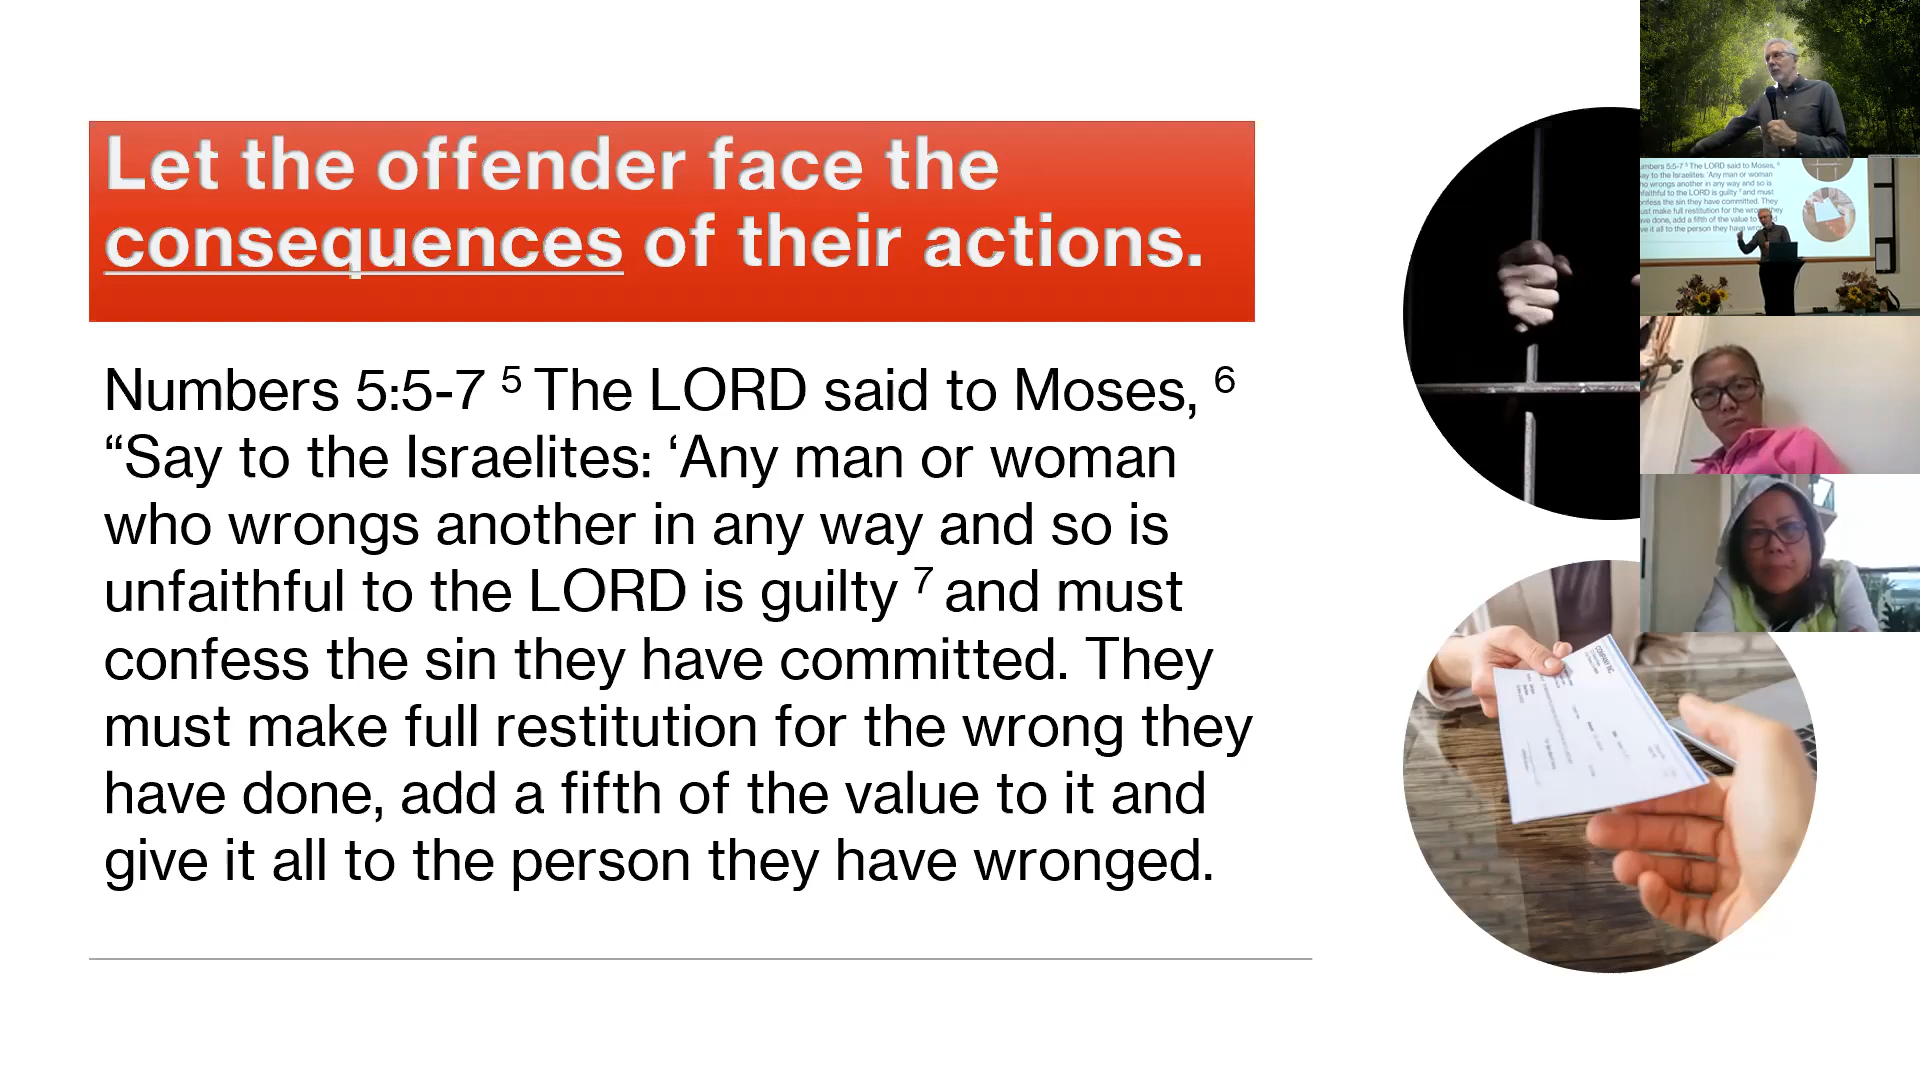 Let the offender face the
consequences of their actions.
Numbers 5:5-7 ⁵ The LORD said to Moses, ⁶
“Say to the Israelites: ‘Any man or woman
who wrongs another in any way and so is
unfaithful to the LORD is guilty ⁷ and must
confess the sin they have committed. They
must make full restitution for the wrong they
have done, add a fifth of the value to it and
give it all to the person they have wronged.